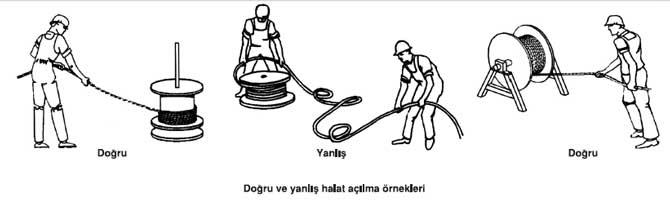 Doğru
Yanlış
Doğru
Doğru ve yanlış halat açılma örnekleri